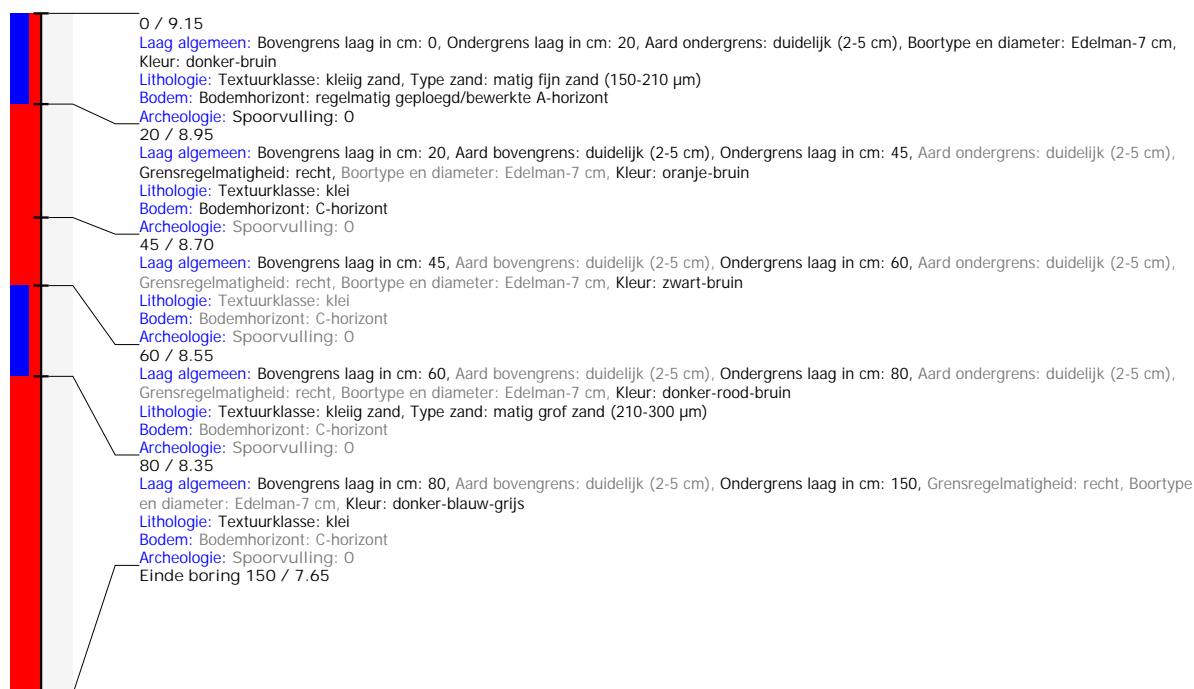 0 / 9.15
Laag algemeen: Bovengrens laag in cm: 0, Ondergrens laag in cm: 20, Aard ondergrens: duidelijk (2-5 cm), Boortype en diameter: Edelman-7 cm,
Kleur: donker-bruin
Lithologie: Textuurklasse: kleiig zand, Type zand: matig fijn zand (150-210 µm)
Bodem: Bodemhorizont: regelmatig geploegd/bewerkte A-horizont
Archeologie: Spoorvulling: 0
20 / 8.95
Laag algemeen: Bovengrens laag in cm: 20, Aard bovengrens: duidelijk (2-5 cm), Ondergrens laag in cm: 45, Aard ondergrens: duidelijk (2-5 cm),
Grensregelmatigheid: recht, Boortype en diameter: Edelman-7 cm, Kleur: oranje-bruin
Lithologie: Textuurklasse: klei
Bodem: Bodemhorizont: C-horizont
Archeologie: Spoorvulling: 0
45 / 8.70
Laag algemeen: Bovengrens laag in cm: 45, Aard bovengrens: duidelijk (2-5 cm), Ondergrens laag in cm: 60, Aard ondergrens: duidelijk (2-5 cm),
Grensregelmatigheid: recht, Boortype en diameter: Edelman-7 cm, Kleur: zwart-bruin
Lithologie: Textuurklasse: klei
Bodem: Bodemhorizont: C-horizont
Archeologie: Spoorvulling: 0
60 / 8.55
Laag algemeen: Bovengrens laag in cm: 60, Aard bovengrens: duidelijk (2-5 cm), Ondergrens laag in cm: 80, Aard ondergrens: duidelijk (2-5 cm),
Grensregelmatigheid: recht, Boortype en diameter: Edelman-7 cm, Kleur: donker-rood-bruin
Lithologie: Textuurklasse: kleiig zand, Type zand: matig grof zand (210-300 µm)
Bodem: Bodemhorizont: C-horizont
Archeologie: Spoorvulling: 0
80 / 8.35
Laag algemeen: Bovengrens laag in cm: 80, Aard bovengrens: duidelijk (2-5 cm), Ondergrens laag in cm: 150, Grensregelmatigheid: recht, Boortype
en diameter: Edelman-7 cm, Kleur: donker-blauw-grijs
Lithologie: Textuurklasse: klei
Bodem: Bodemhorizont: C-horizont
Archeologie: Spoorvulling: 0
Einde boring 150 / 7.65